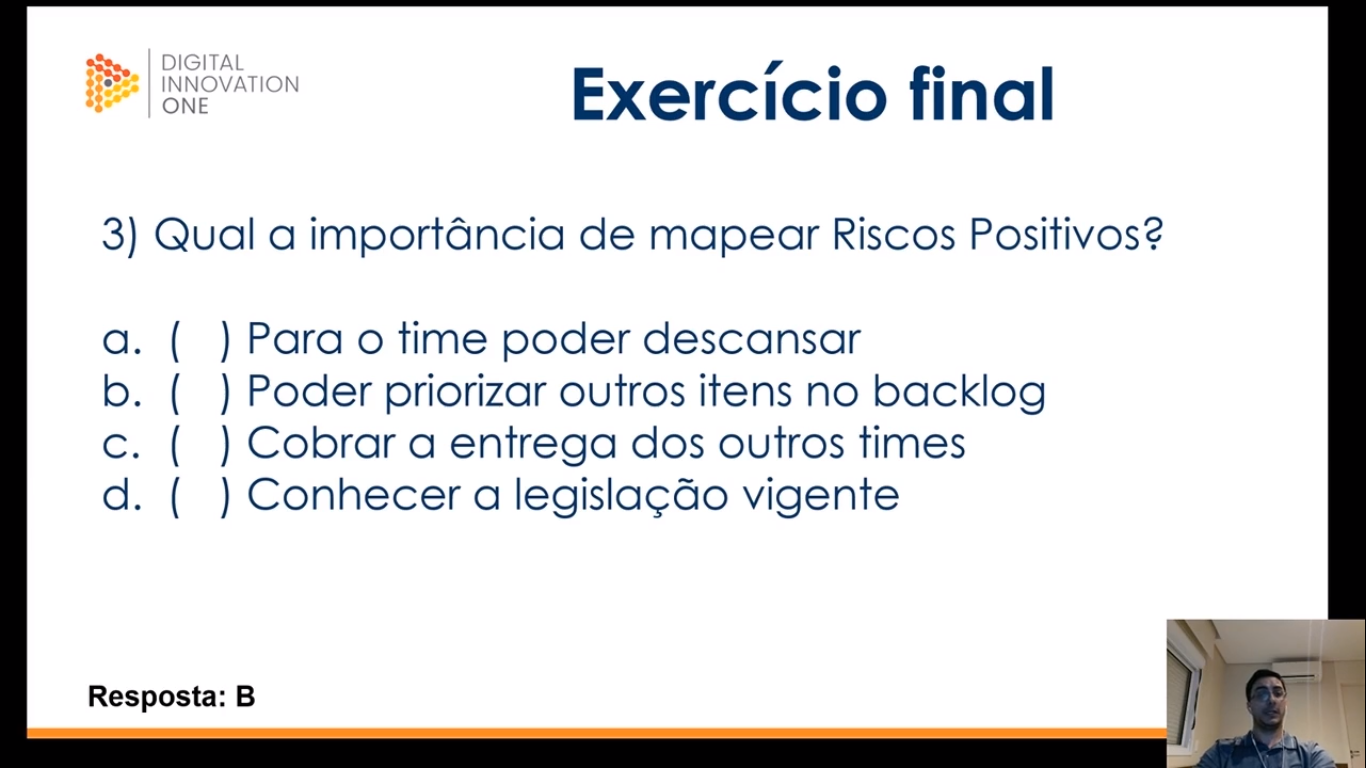 DIGITAL
INNOVATION
ONE
Exercício final
3) Qual a importância de mapear Riscos Positivos?
a. (   ) Para o time poder descansar
b. (   ) Poder priorizar outros itens no backlog
c. (   ) Cobrar a entrega dos outros times
d. (   ) Conhecer a legislação vigente
Resposta: B